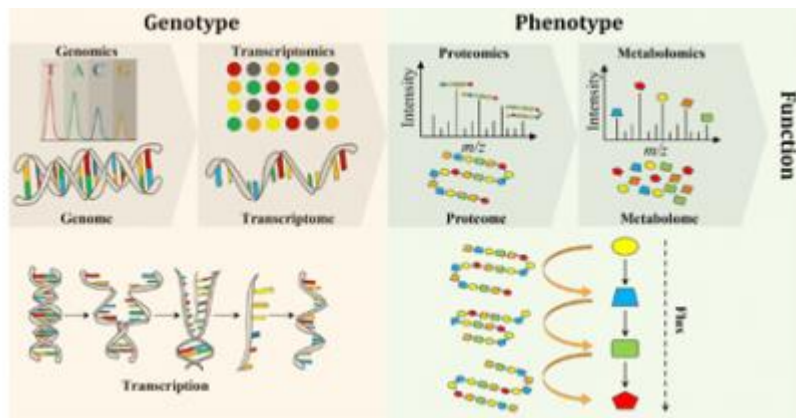 Genotype
Phenotype
Genomics
Transcriptomics
Proteomics
Metabolomics
T A C G
Intensity
m/z
Intensity
m/z
Function
Genome
Transcriptome
Proteome
Metabolome
Transcription
Flux